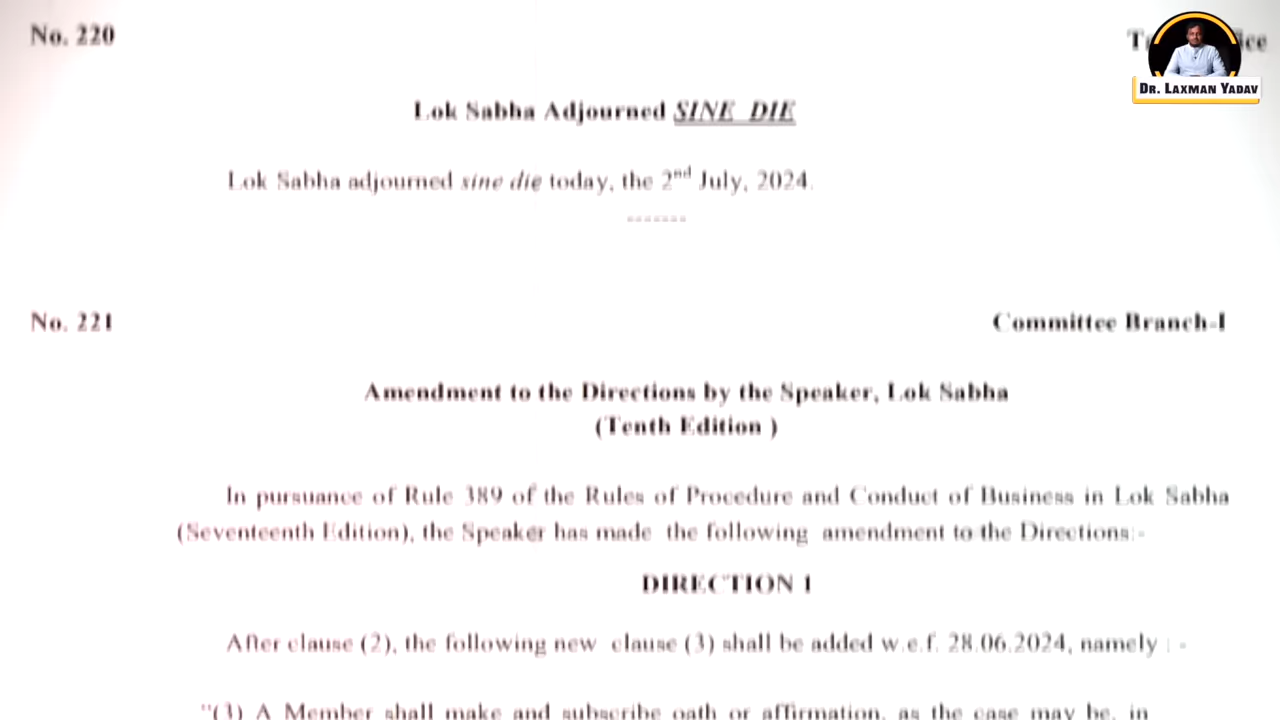 No. 220
DR. LAXMAN YADAV
Lok Sabha Adjourned SINE DIE
Lok Sabha adjourned sine die today, the 2nd July, 2024.
-------
No. 221 Committee Branch-I
Amendment to the Directions by the Speaker, Lok Sabha
(Tenth Edition )
In pursuance of Rule 389 of the Rules of Procedure and Conduct of Business in Lok Sabha
(Seventeenth Edition), the Speaker has made the following amendment to the Directions:-
DIRECTION 1
After clause (2), the following new clause (3) shall be added w.e.f. 28.06.2024, namely : -
"(3) A Member shall make and subscribe oath or affirmation, as the case may be, in